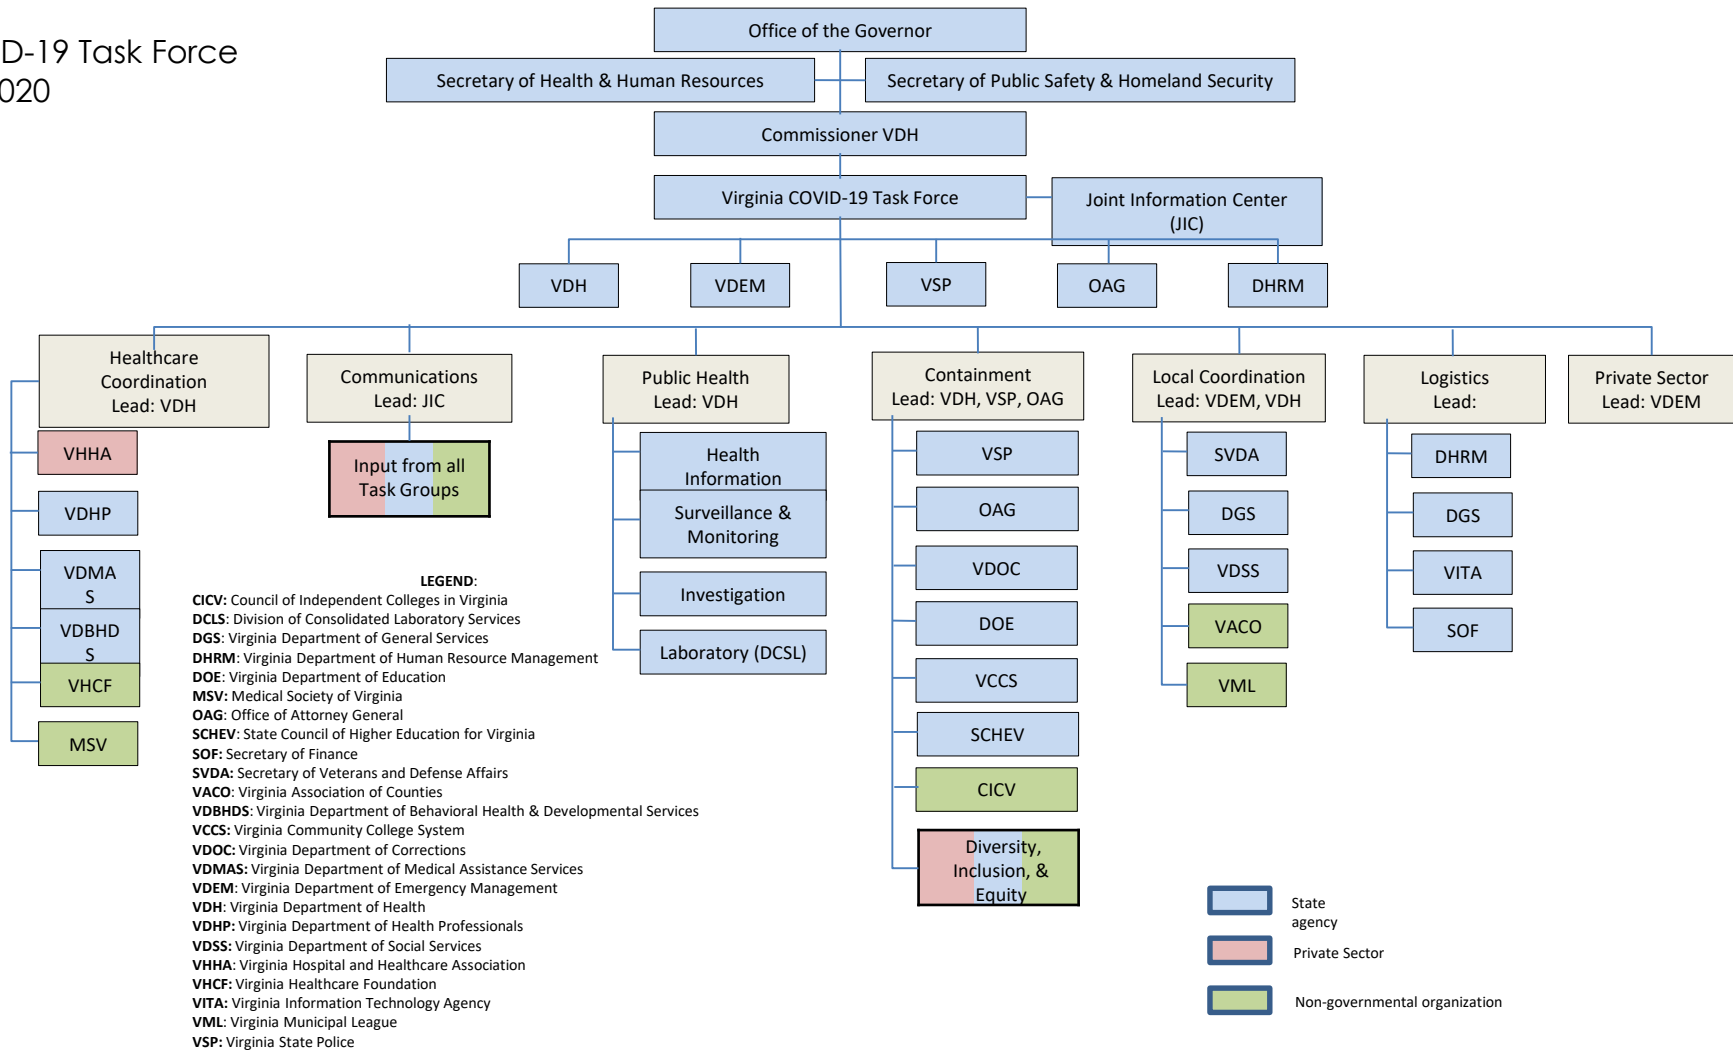 D-19 Task Force
020
Office of the Governor
Secretary of Health & Human Resources
Secretary of Public Safety & Homeland Security
Commissioner VDH
Virginia COVID-19 Task Force
Joint Information Center
(JIC)
VDH
VDEM
VSP
OAG
DHRM
Healthcare
Coordination
Lead: VDH
VHHA
VDHP
VDMA
S
VDBHD
S
VHCF
MSV
Communications
Lead: JIC
Input from all
Task Groups
Public Health
Lead: VDH
Health
Information
Surveillance &
Monitoring
Investigation
Laboratory (DCSL)
Containment
Lead: VDH, VSP, OAG
VSP
OAG
VDOC
DOE
VCCS
SCHEV
CICV
Diversity,
Inclusion, &
Equity
Local Coordination
Lead: VDEM, VDH
SVDA
DGS
VDSS
VACO
VML
Logistics
Lead:
DHRM
DGS
VITA
SOF
Private Sector
Lead: VDEM
LEGEND:
CICV: Council of Independent Colleges in Virginia
DCLS: Division of Consolidated Laboratory Services
DGS: Virginia Department of General Services
DHRM: Virginia Department of Human Resource Management
DOE: Virginia Department of Education
MSV: Medical Society of Virginia
OAG: Office of Attorney General
SCHEV: State Council of Higher Education for Virginia
SOF: Secretary of Finance
SVDA: Secretary of Veterans and Defense Affairs
VACO: Virginia Association of Counties
VDBHDS: Virginia Department of Behavioral Health & Developmental Services
VCCS: Virginia Community College System
VDOC: Virginia Department of Corrections
VDMAS: Virginia Department of Medical Assistance Services
VDEM: Virginia Department of Emergency Management
VDH: Virginia Department of Health
VDHP: Virginia Department of Health Professionals
VDSS: Virginia Department of Social Services
VHHA: Virginia Hospital and Healthcare Association
VHCF: Virginia Healthcare Foundation
VITA: Virginia Information Technology Agency
VML: Virginia Municipal League
VSP: Virginia State Police
State
agency
Private Sector
Non-governmental organization